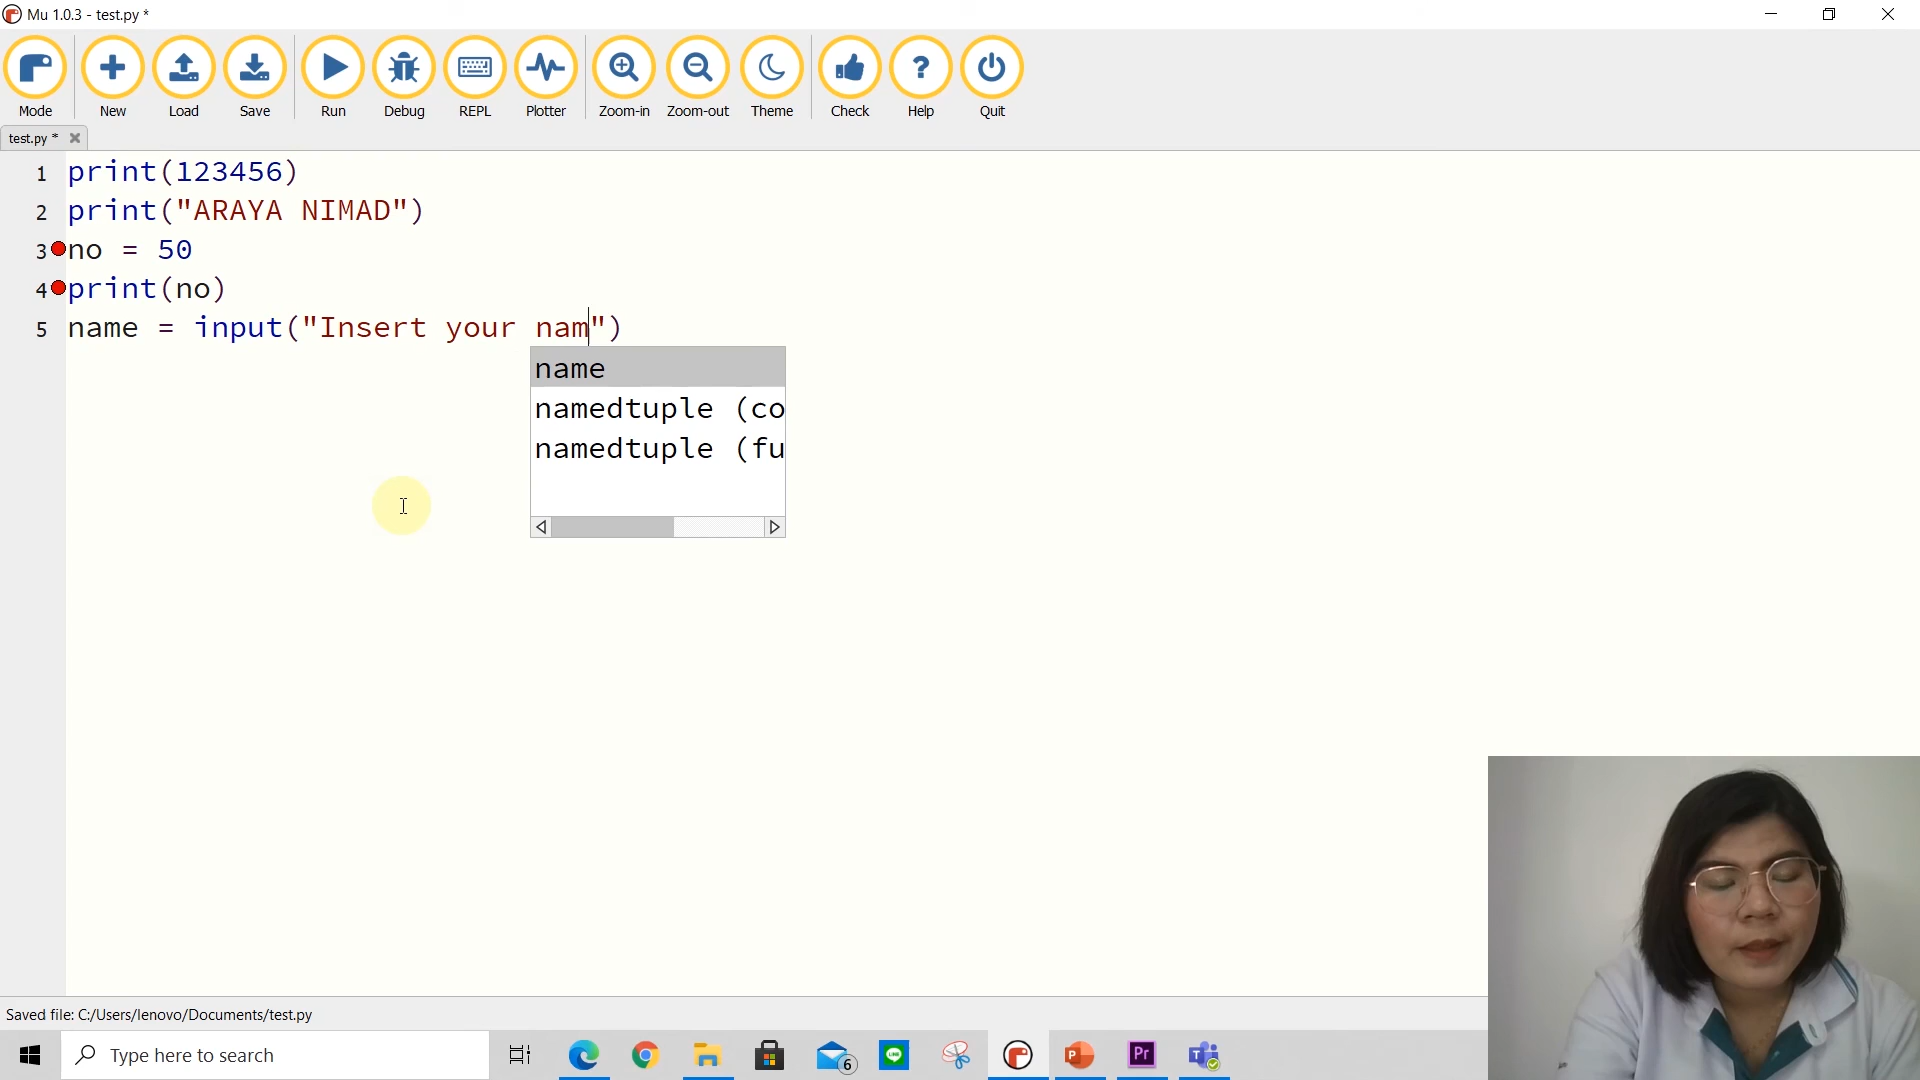 Mu 1.0.3 - test.py *
Mode New Load Save Run Debug REPL Plotter Zoom-in Zoom-out Theme Check Help Quit
test.py *
1 print(123456)
2 print("ARAYA NIMAD")
3 no = 50
4 print(no)
5 name = input("Insert your nam")
name
namedtuple (co
namedtuple (fu
Saved file: C:/Users/lenovo/Documents/test.py
Type here to search
6
LINE
P
Pr
T